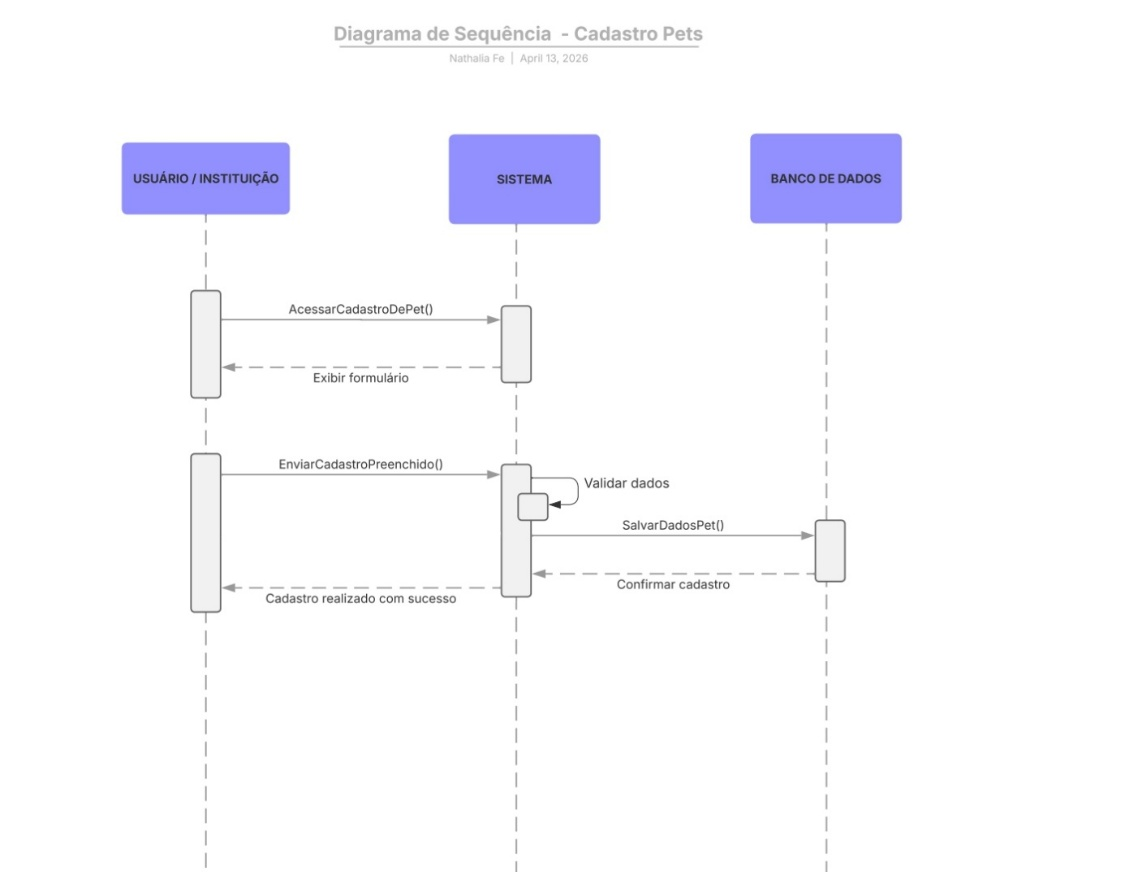 Diagrama de Sequência - Cadastro Pets
Nathalia Fe | April 13, 2026
USUÁRIO / INSTITUIÇÃO
SISTEMA
BANCO DE DADOS
AcessarCadastroDePet()
Exibir formulário
EnviarCadastroPreenchido()
Validar dados
SalvarDadosPet()
Confirmar cadastro
Cadastro realizado com sucesso